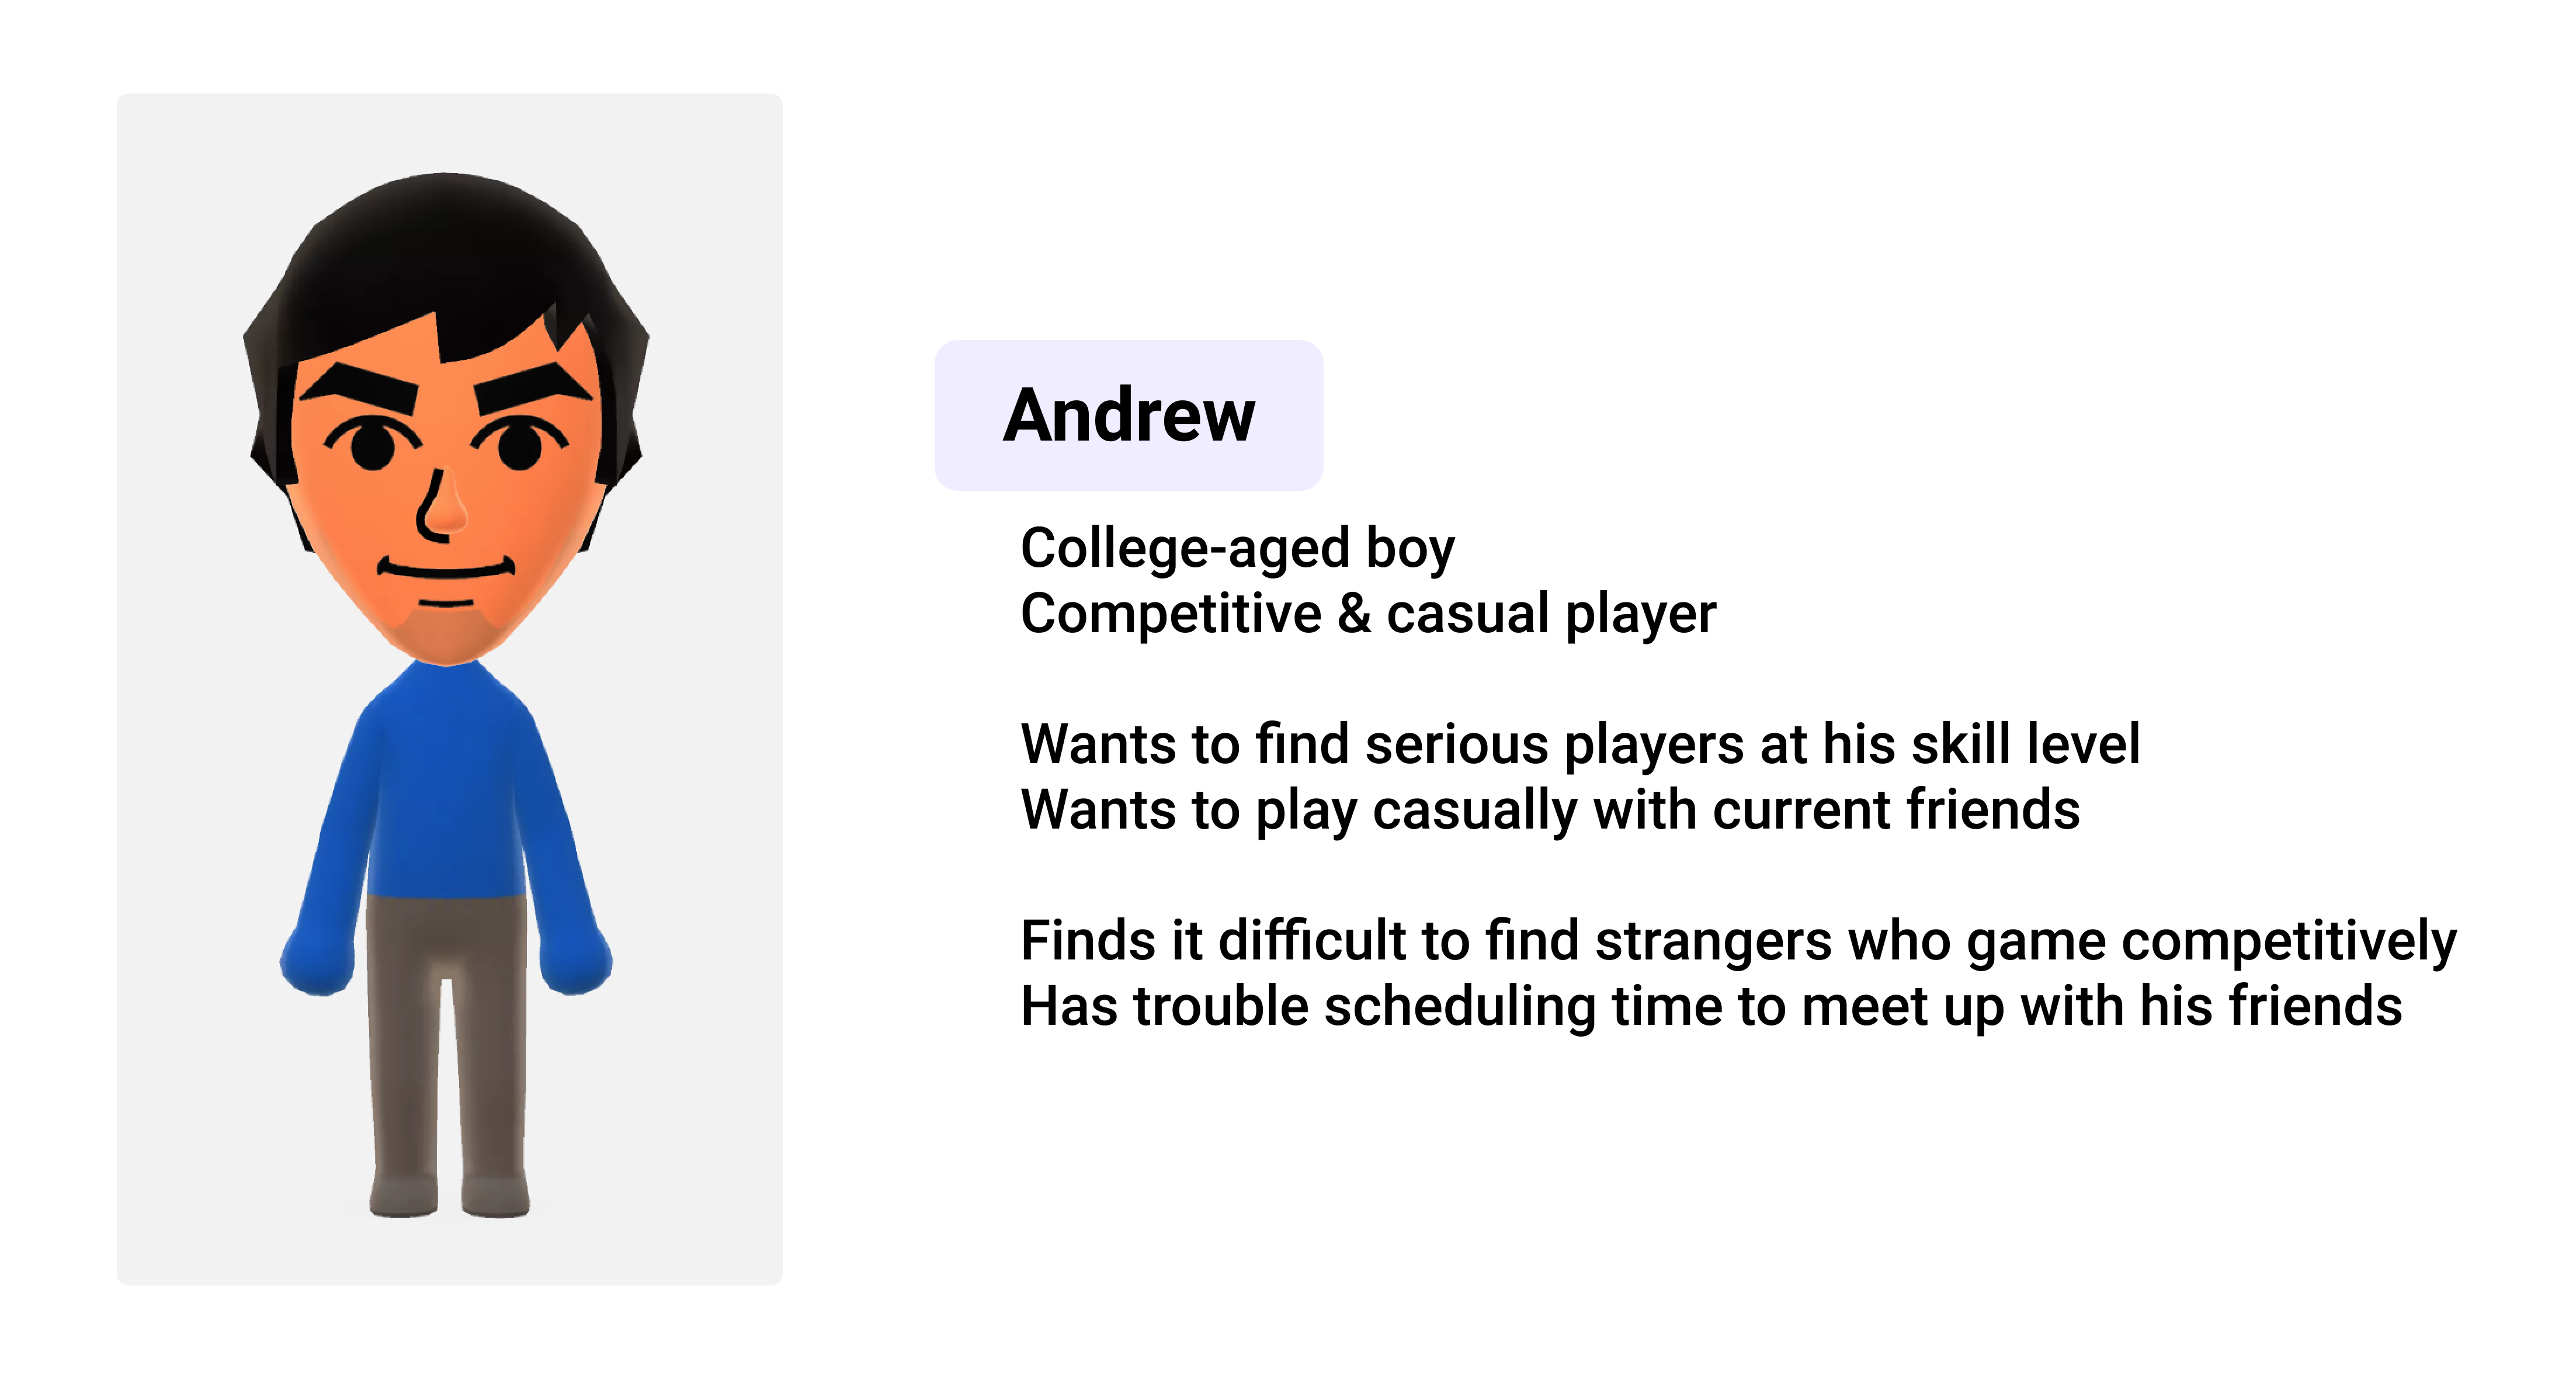 Andrew
College-aged boy
Competitive & casual player
Wants to find serious players at his skill level
Wants to play casually with current friends
Finds it difficult to find strangers who game competitively
Has trouble scheduling time to meet up with his friends